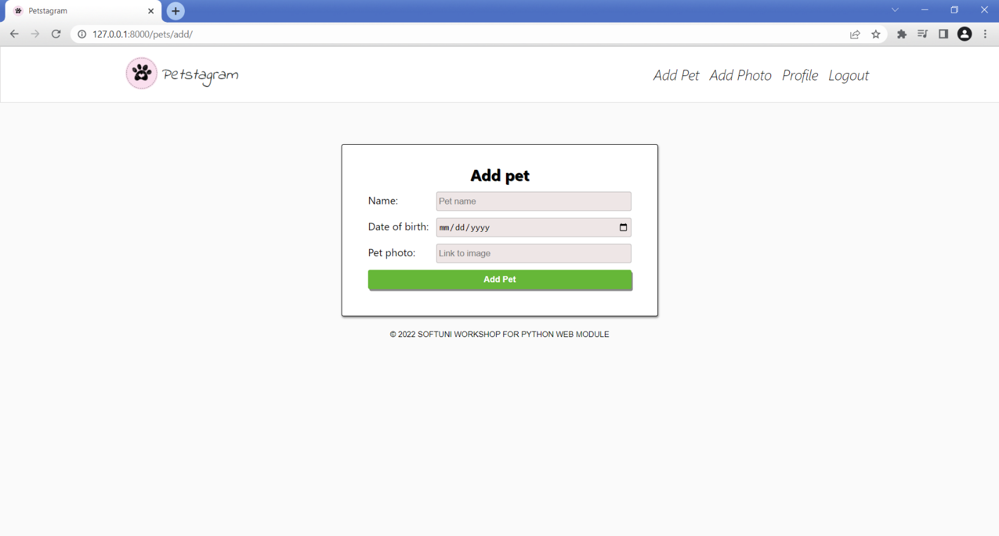 Petstagram
127.0.0.1:8000/pets/add/
Petstagram
Add Pet Add Photo Profile Logout
Add pet
Name: Pet name
Date of birth: mm/dd/yyyy
Pet photo: Link to image
Add Pet
© 2022 SOFTUNI WORKSHOP FOR PYTHON WEB MODULE